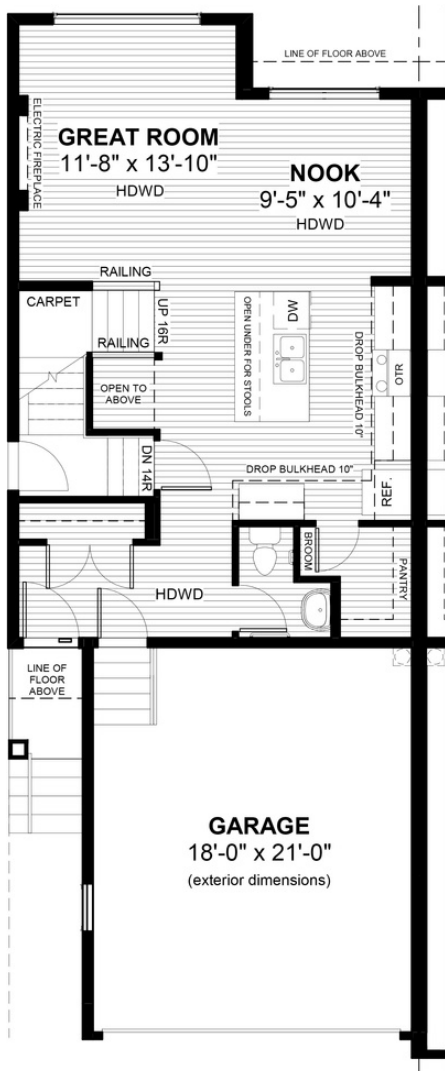 LINE OF FLOOR ABOVE
ELECTRIC FIREPLACE
GREAT ROOM
11'-8" x 13'-10"
HDWD
NOOK
9'-5" x 10'-4"
HDWD
RAILING
CARPET
UP 16R
RAILING
OPEN TO
ABOVE
DN 14R
OPEN UNDER FOR STOOLS
DW
DROP BULKHEAD 10"
OTR
DROP BULKHEAD 10"
REF.
BROOM
PANTRY
HDWD
LINE OF
FLOOR
ABOVE
GARAGE
18'-0" x 21'-0"
(exterior dimensions)